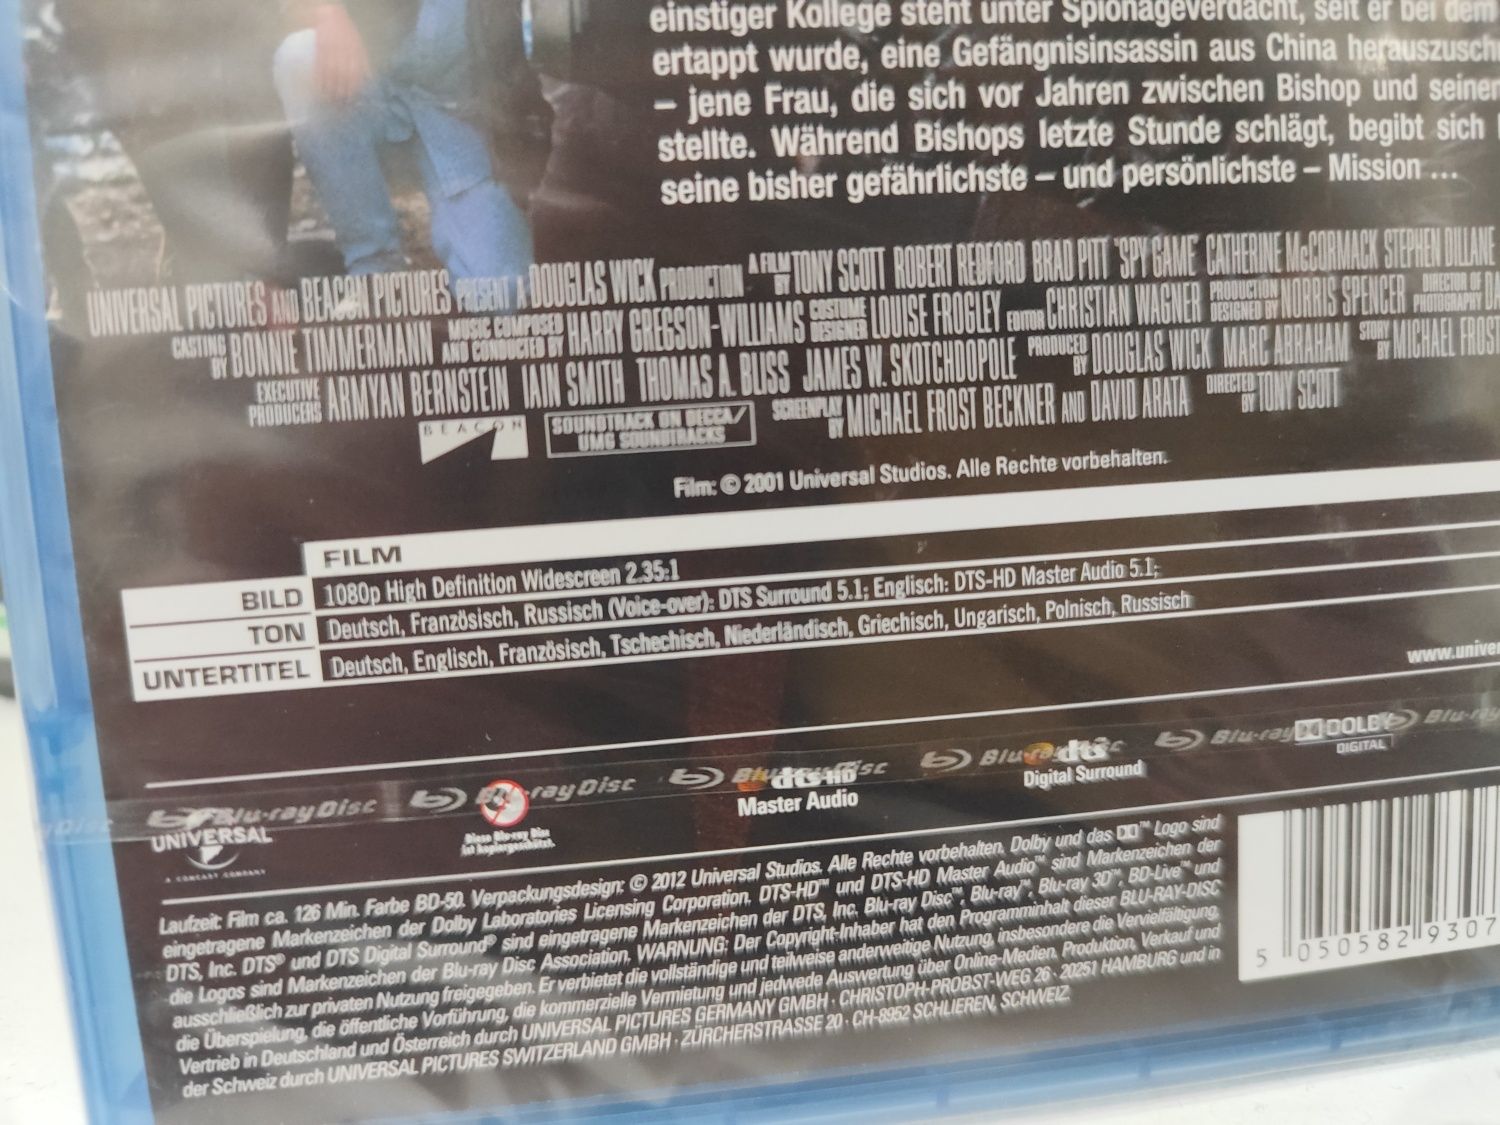 einstiger Kollege steht unter Spionageverdacht, seit er bei dem
ertappt wurde, eine Gefängnisinsassin aus China
– jene Frau, die sich vor Jahren zwischen Bishop und
stellte. Während Bishops letzte Stunde schlägt, begibt sich
seine bisher gefährlichste – und persönlichste – Mission ...
UNIVERSAL PICTURES AND BEACON PICTURES PRESENT A DOUGLAS WICK PRODUCTION A FILM BY TONY SCOTT ROBERT REDFORD BRAD PITT "SPY GAME" CATHERINE McCORMACK STEPHEN DILLANE
CASTING BY BONNIE TIMMERMANN MUSIC COMPOSED AND CONDUCTED BY HARRY GREGSON-WILLIAMS COSTUME DESIGNER LOUISE FROGLEY EDITOR CHRISTIAN WAGNER PRODUCTION DESIGNED BY NORRIS SPENCER DIRECTOR OF PHOTOGRAPHY
EXECUTIVE PRODUCERS ARMYAN BERNSTEIN IAIN SMITH THOMAS A. BLISS JAMES W. SKOTCHDOPOLE PRODUCED BY DOUGLAS WICK MARC ABRAHAM STORY BY MICHAEL FROST
BEACON SOUNDTRACK ON DECCA/ UMG SOUNDTRACKS SCREENPLAY BY MICHAEL FROST BECKNER AND DAVID ARATA DIRECTED BY TONY SCOTT
Film: © 2001 Universal Studios. Alle Rechte vorbehalten.
FILM
BILD 1080p High Definition Widescreen 2.35:1
TON Deutsch, Französisch, Russisch (Voice-over): DTS Surround 5.1; Englisch: DTS-HD Master Audio 5.1;
UNTERTITEL Deutsch, Englisch, Französisch, Tschechisch, Niederländisch, Griechisch, Ungarisch, Polnisch, Russisch
Blu-ray Disc
UNIVERSAL
A COMCAST COMPANY
Diese Blu-ray Disc
ist kopiergeschützt.
dts-HD
Master Audio
dts
Digital Surround
DOLBY
DIGITAL
Laufzeit: Film ca. 126 Min. Farbe BD-50. Verpackungsdesign: © 2012 Universal Studios. Alle Rechte vorbehalten. Dolby und das DD™ Logo sind
eingetragene Markenzeichen der Dolby Laboratories Licensing Corporation. DTS-HD™ und DTS-HD Master Audio™ sind Markenzeichen der
DTS, Inc. DTS® und DTS Digital Surround® sind eingetragene Markenzeichen der DTS, Inc. Blu-ray Disc™, Blu-ray™, Blu-ray 3D™, BD-Live™ und
die Logos sind Markenzeichen der Blu-ray Disc Association. WARNUNG: Der Copyright-Inhaber hat den Programminhalt dieser BLU-RAY-DISC
ausschließlich zur privaten Nutzung freigegeben. Er verbietet die vollständige und teilweise anderweitige Nutzung, insbesondere die Vervielfältigung,
die Überspielung, die öffentliche Vorführung, die kommerzielle Vermietung und jedwede Auswertung über Online-Medien. Produktion, Verkauf und
Vertrieb in Deutschland und Österreich durch UNIVERSAL PICTURES GERMANY GMBH · CHRISTOPH-PROBST-WEG 26 · 20251 HAMBURG und in
der Schweiz durch UNIVERSAL PICTURES SWITZERLAND GMBH · ZÜRCHERSTRASSE 20 · CH-8952 SCHLIEREN, SCHWEIZ.
5 050582 9307